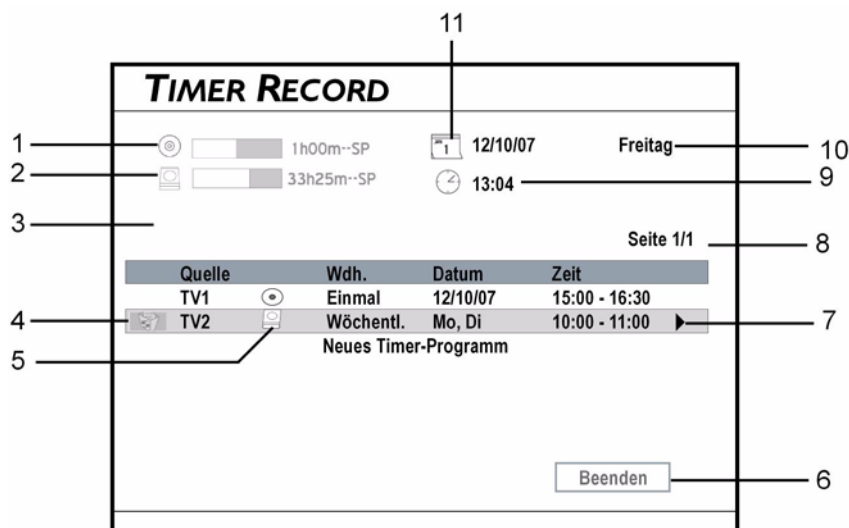 11
TIMER RECORD
1 1h00m--SP 12/10/07 Freitag 10
2 33h25m--SP 13:04 9
3
Seite 1/1 8
Quelle Wdh. Datum Zeit
TV1 Einmal 12/10/07 15:00 - 16:30
4 TV2 Wöchentl. Mo, Di 10:00 - 11:00 7
5 Neues Timer-Programm
Beenden 6